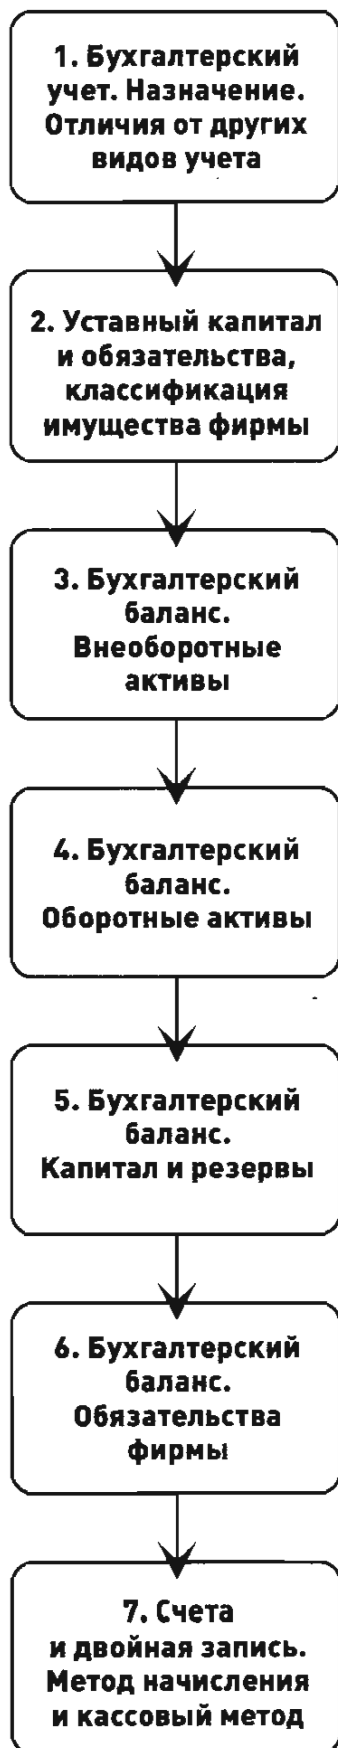 1. Бухгалтерский
учет. Назначение.
Отличия от других
видов учета
2. Уставный капитал
и обязательства,
классификация
имущества фирмы
3. Бухгалтерский
баланс.
Внеоборотные
активы
4. Бухгалтерский
баланс.
Оборотные активы
5. Бухгалтерский
баланс.
Капитал и резервы
6. Бухгалтерский
баланс.
Обязательства
фирмы
7. Счета
и двойная запись.
Метод начисления
и кассовый метод